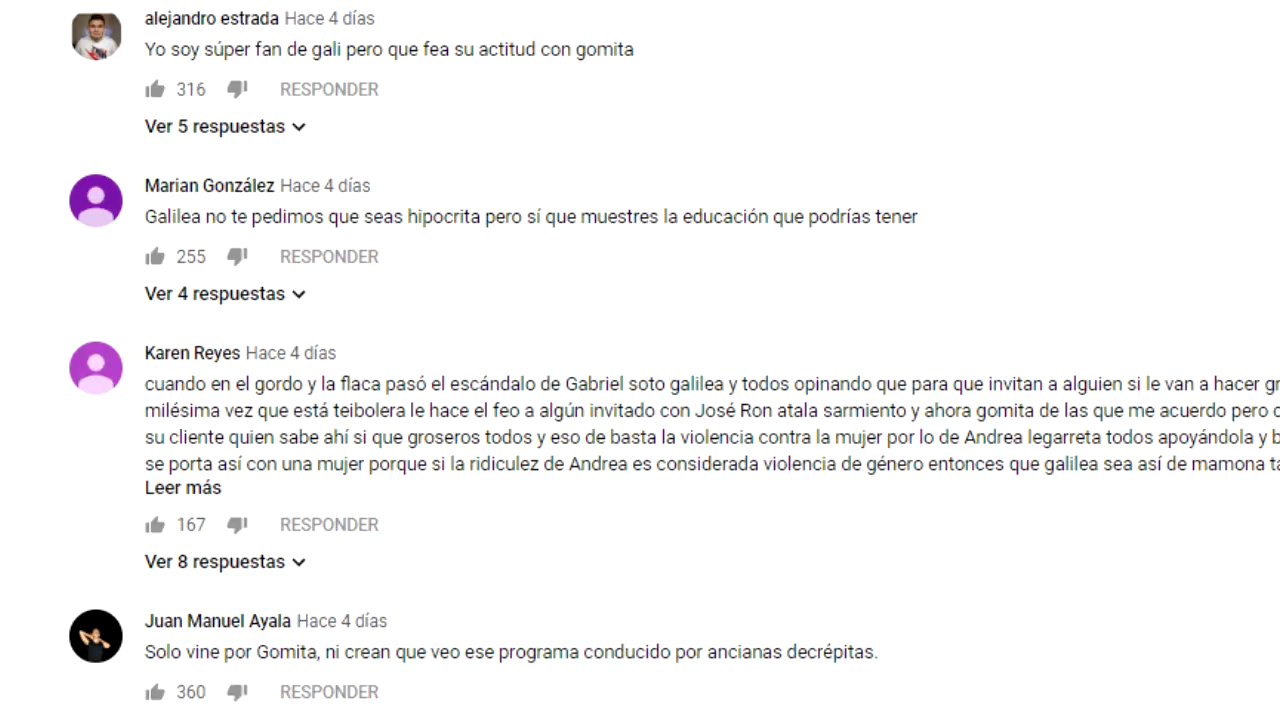 alejandro estrada Hace 4 días
Yo soy súper fan de gali pero que fea su actitud con gomita
316 RESPONDER
Ver 5 respuestas
Marian González Hace 4 días
Galilea no te pedimos que seas hipocrita pero sí que muestres la educación que podrías tener
255 RESPONDER
Ver 4 respuestas
Karen Reyes Hace 4 días
cuando en el gordo y la flaca pasó el escándalo de Gabriel soto galilea y todos opinando que para que invitan a alguien si le van a hacer
milésima vez que está teibolera le hace el feo a algún invitado con José Ron atala sarmiento y ahora gomita de las que me acuerdo pero
su cliente quien sabe ahí si que groseros todos y eso de basta la violencia contra la mujer por lo de Andrea legarreta todos apoyándola y
se porta así con una mujer porque si la ridiculez de Andrea es considerada violencia de género entonces que galilea sea así de mamona
Leer más
167 RESPONDER
Ver 8 respuestas
Juan Manuel Ayala Hace 4 días
Solo vine por Gomita, ni crean que veo ese programa conducido por ancianas decrépitas.
360 RESPONDER